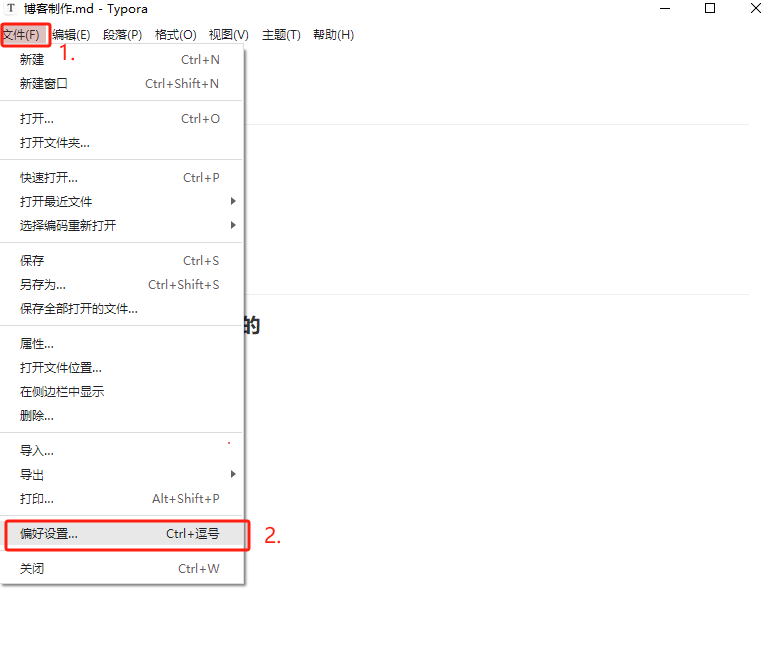 T 博客制作.md - Typora
文件(F) 编辑(E) 段落(P) 格式(O) 视图(V) 主题(T) 帮助(H)
1.
新建 Ctrl+N
新建窗口 Ctrl+Shift+N
打开... Ctrl+O
打开文件夹...
快速打开... Ctrl+P
打开最近文件
选择编码重新打开
保存 Ctrl+S
另存为... Ctrl+Shift+S
保存全部打开的文件...
的
属性...
打开文件位置...
在侧边栏中显示
删除...
导入...
导出
打印... Alt+Shift+P
偏好设置... Ctrl+逗号 2.
关闭 Ctrl+W